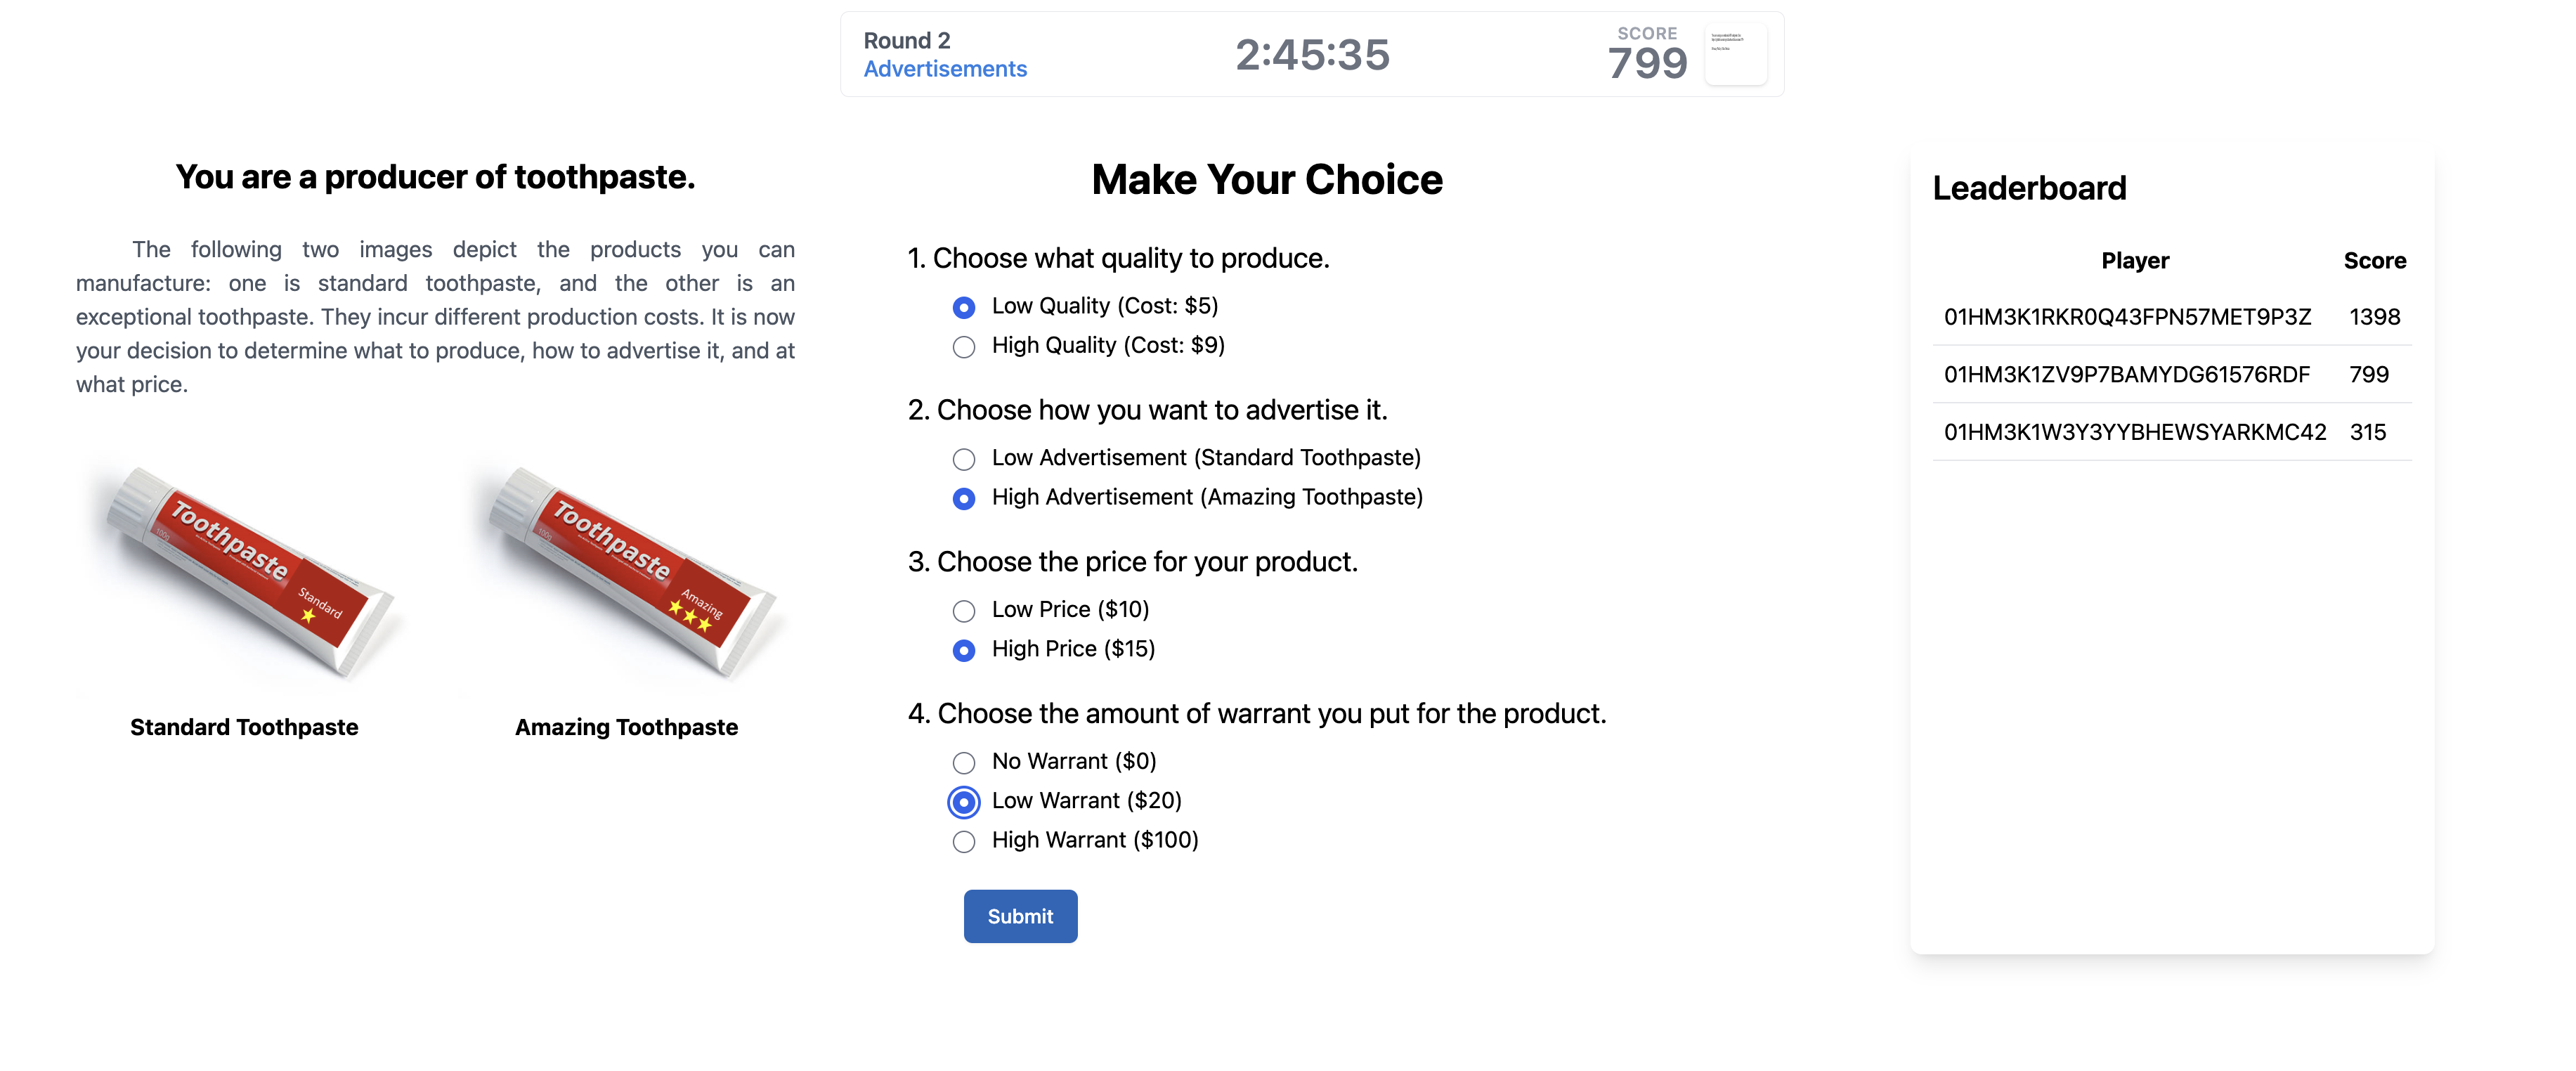 Round 2
Advertisements
2:45:35
SCORE
799
You are a producer of toothpaste.
The following two images depict the products you can
manufacture: one is standard toothpaste, and the other is an
exceptional toothpaste. They incur different production costs. It is now
your decision to determine what to produce, how to advertise it, and at
what price.
Toothpaste
100g
Standard
Toothpaste
100g
Amazing
Standard Toothpaste
Amazing Toothpaste
Make Your Choice
1. Choose what quality to produce.
Low Quality (Cost: $5)
High Quality (Cost: $9)
2. Choose how you want to advertise it.
Low Advertisement (Standard Toothpaste)
High Advertisement (Amazing Toothpaste)
3. Choose the price for your product.
Low Price ($10)
High Price ($15)
4. Choose the amount of warrant you put for the product.
No Warrant ($0)
Low Warrant ($20)
High Warrant ($100)
Submit
Leaderboard
Player Score
01HM3K1RKR0Q43FPN57MET9P3Z 1398
01HM3K1ZV9P7BAMYDG61576RDF 799
01HM3K1W3Y3YYBHEWSYARKMC42 315